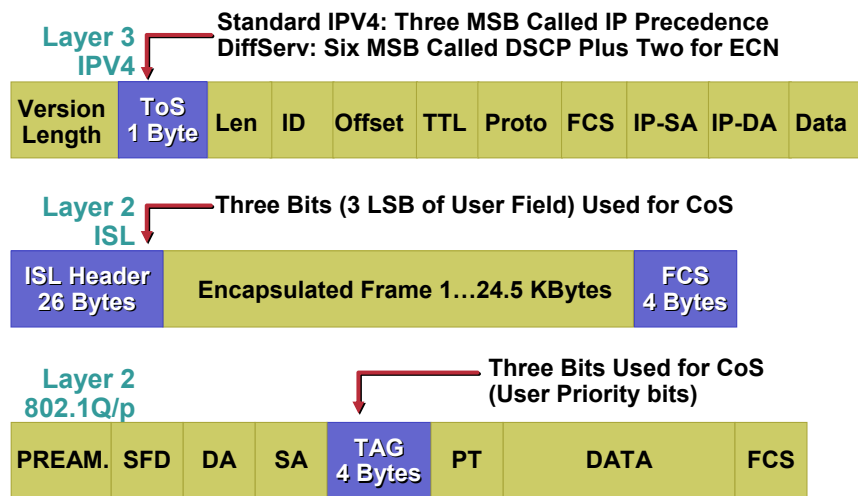 Standard IPV4: Three MSB Called IP Precedence
DiffServ: Six MSB Called DSCP Plus Two for ECN
Layer 3
IPV4
Version
Length
ToS
1 Byte
Len
ID
Offset
TTL
Proto
FCS
IP-SA
IP-DA
Data
Layer 2
ISL
Three Bits (3 LSB of User Field) Used for CoS
ISL Header
26 Bytes
Encapsulated Frame 1…24.5 KBytes
FCS
4 Bytes
Layer 2
802.1Q/p
Three Bits Used for CoS
(User Priority bits)
PREAM.
SFD
DA
SA
TAG
4 Bytes
PT
DATA
FCS